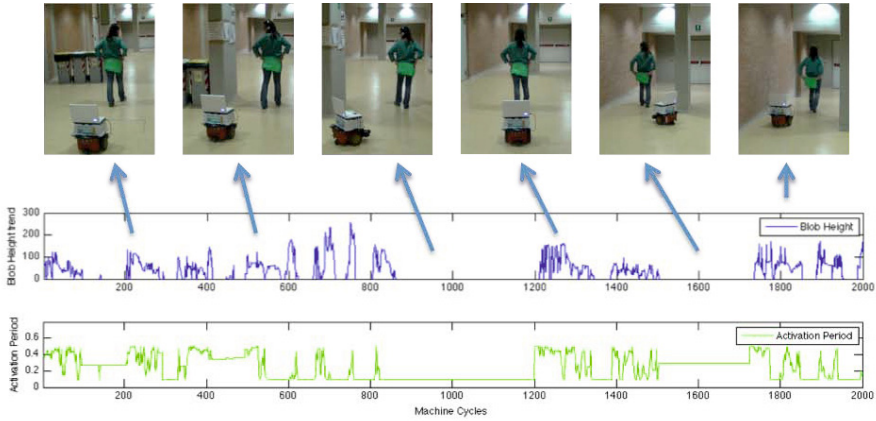 Blob Height trend
300
200
100
0
Blob Height
200 400 600 800 1000 1200 1400 1600 1800 2000
Activation Period
0.6
0.4
0.2
0
Activation Period
200 400 600 800 1000 1200 1400 1600 1800 2000
Machine Cycles